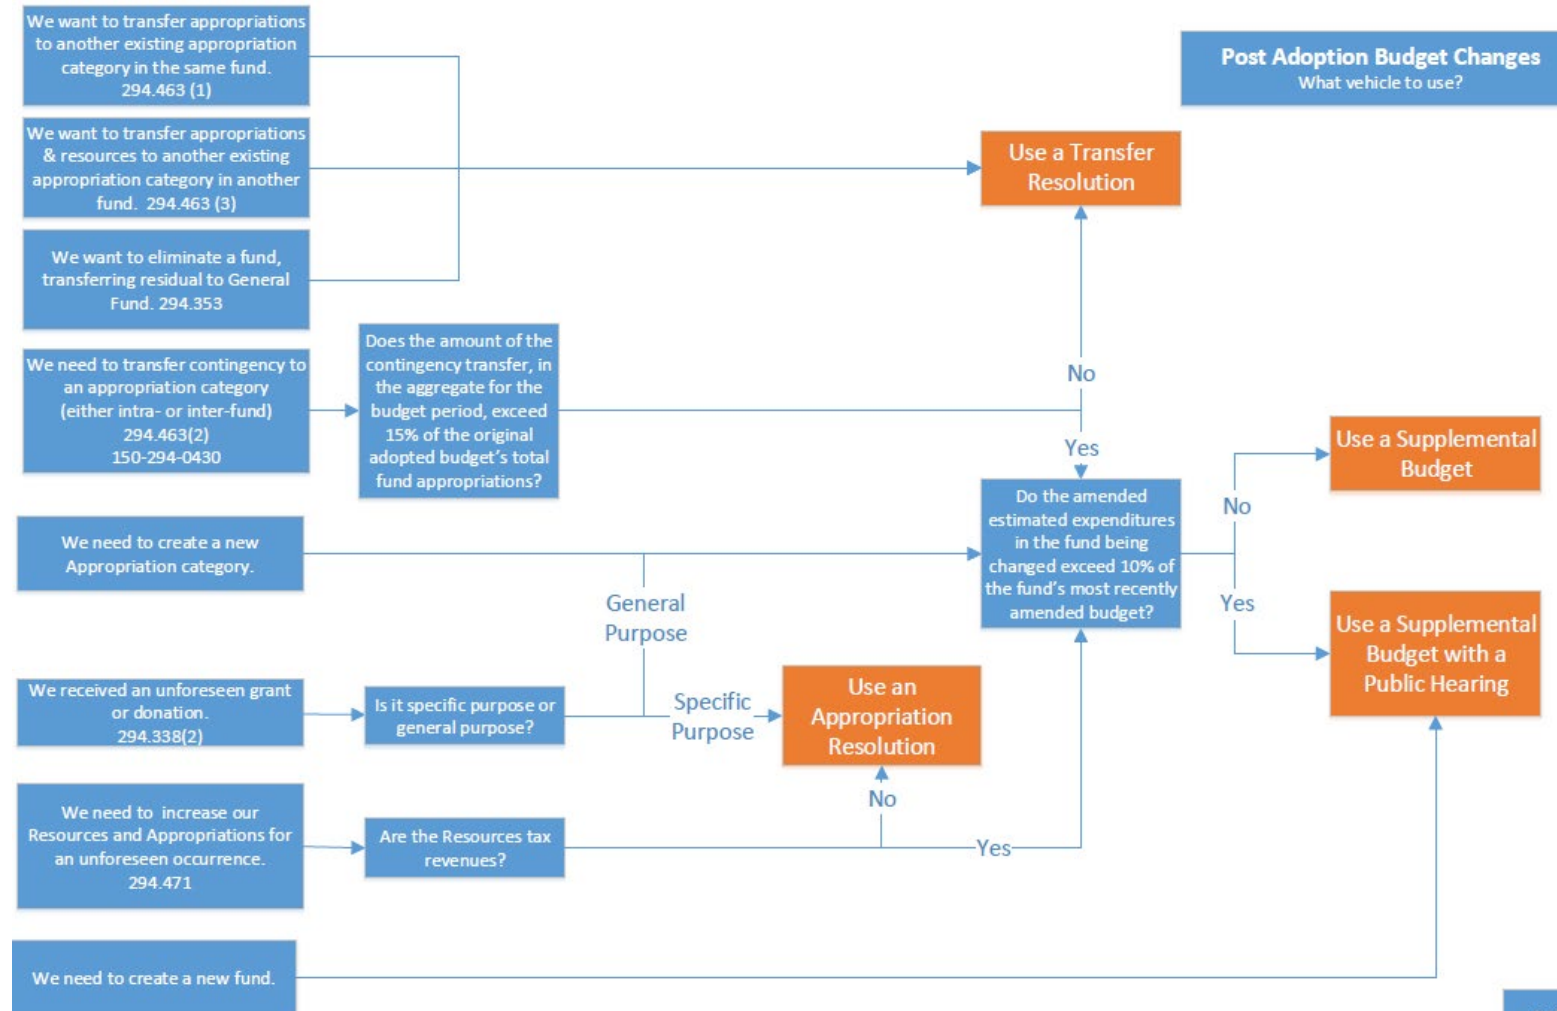 We want to transfer appropriations
to another existing appropriation
category in the same fund.
294.463 (1)
Post Adoption Budget Changes
What vehicle to use?
We want to transfer appropriations
& resources to another existing
appropriation category in another
fund. 294.463 (3)
Use a Transfer
Resolution
We want to eliminate a fund,
transferring residual to General
Fund. 294.353
We need to transfer contingency to
an appropriation category
(either intra- or inter-fund)
294.463(2)
150-294-0430
Does the amount of the
contingency transfer, in
the aggregate for the
budget period, exceed
15% of the original
adopted budget's total
fund appropriations?
No
Yes
Use a Supplemental
Budget
We need to create a new
Appropriation category.
Do the amended
estimated expenditures
in the fund being
changed exceed 10% of
the fund's most recently
amended budget?
No
Yes
General
Purpose
Use a Supplemental
Budget with a
Public Hearing
We received an unforeseen grant
or donation.
294.338(2)
Is it specific purpose or
general purpose?
Specific
Purpose
Use an
Appropriation
Resolution
We need to  increase our
Resources and Appropriations for
an unforeseen occurrence.
294.471
Are the Resources tax
revenues?
No
Yes
We need to create a new fund.